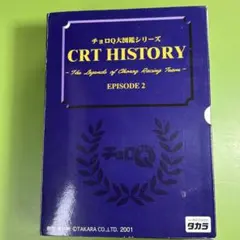 チョロQ大図鑑シリーズ
CRT HISTORY
- The Legends of Choroq Racing Team -
EPISODE 2
チョロQ
©TAKARA CO.,LTD. 2001
タカラ